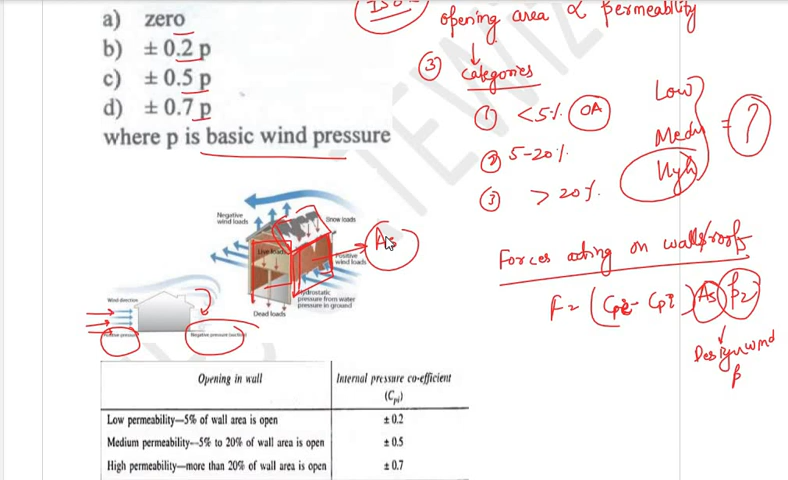 a) zero
b) ± 0.2 p
c) ± 0.5 p
d) ± 0.7 p
where p is basic wind pressure
opening area ∝ permeability
③ categories
① <5% OA
② 5-20%
③ > 20%.
Low
High
= ?
Negative
wind loads
Snow loads
Live loads
Positive
wind loads
Hydrostatic
pressure from water
pressure in ground
Dead loads
As
Wind direction
Negative pressure (suction)
Forces acting on walls/roofs
F = (Cpe - Cpi) As pz
Design wind
p
Opening in wall
Internal pressure co-efficient
(Cpi)
Low permeability—5% of wall area is open
± 0.2
Medium permeability—5% to 20% of wall area is open
± 0.5
High permeability—more than 20% of wall area is open
± 0.7